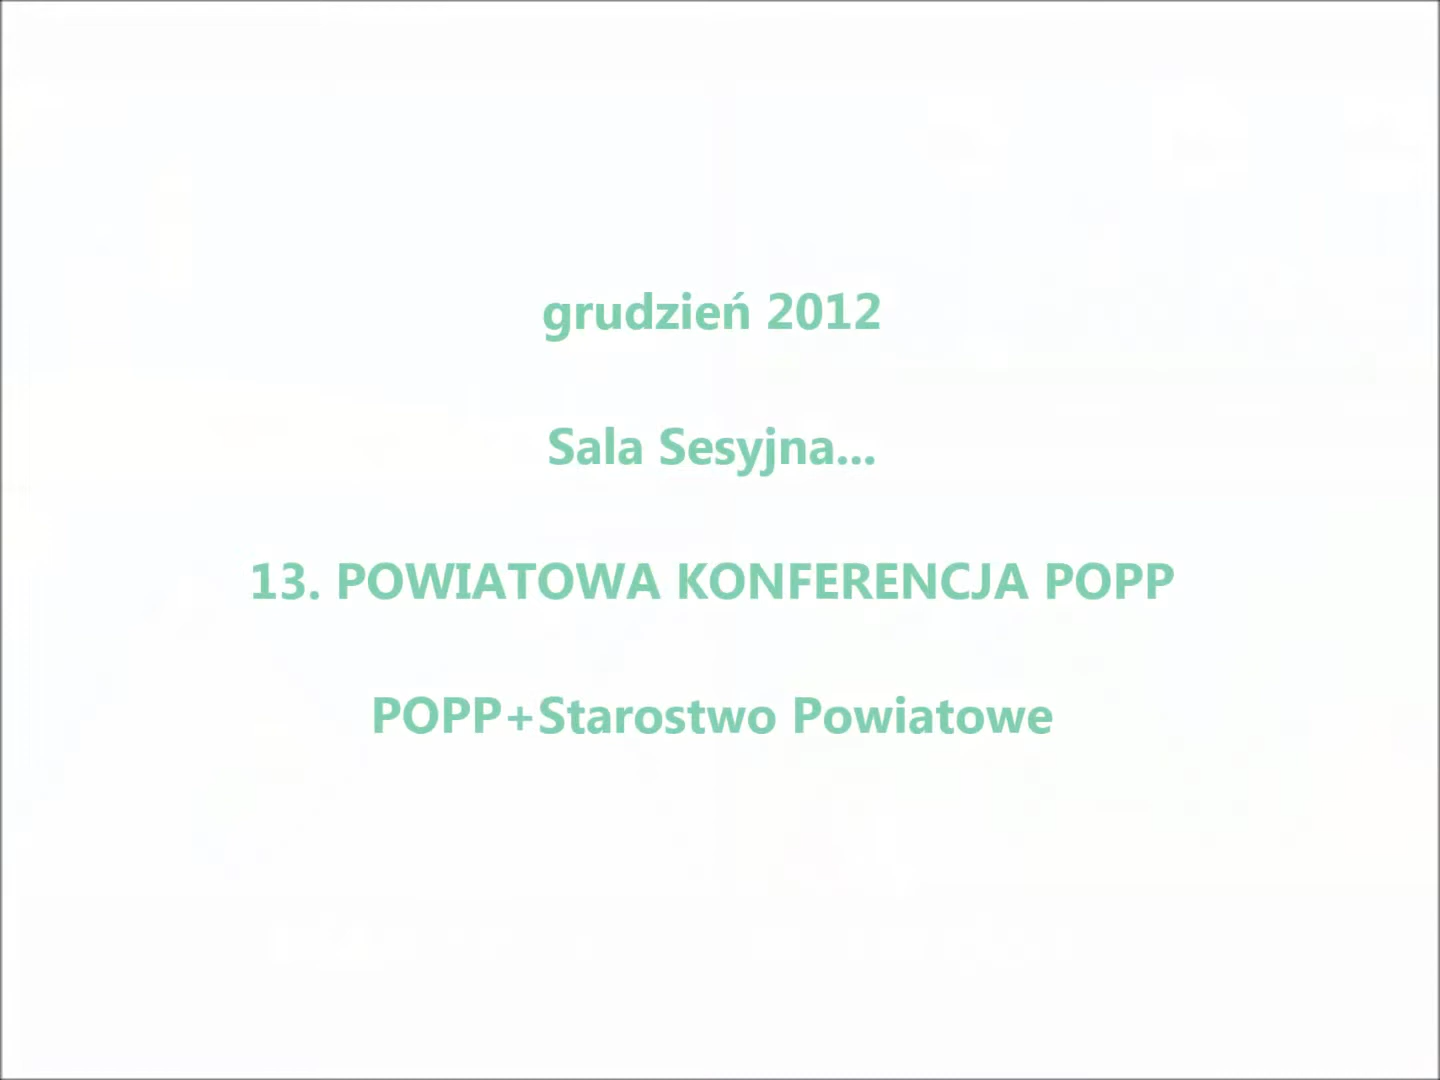 grudzień 2012
Sala Sesyjna...
13. POWIATOWA KONFERENCJA POPP
POPP+Starostwo Powiatowe